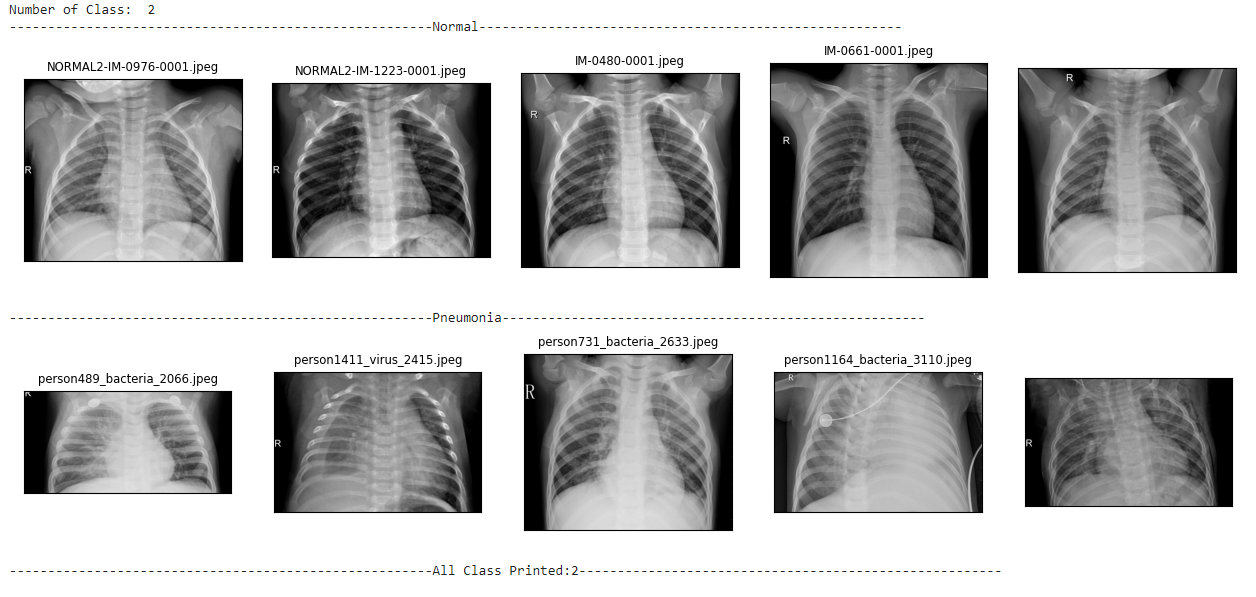 Number of Class:  2
-------------------------------------------------------Normal-------------------------------------------------------
NORMAL2-IM-0976-0001.jpeg
NORMAL2-IM-1223-0001.jpeg
IM-0480-0001.jpeg
IM-0661-0001.jpeg
R
R
R
R
R
-------------------------------------------------------Pneumonia-------------------------------------------------------
person489_bacteria_2066.jpeg
person1411_virus_2415.jpeg
person731_bacteria_2633.jpeg
person1164_bacteria_3110.jpeg
R
R
R
R
R
-------------------------------------------------------All Class Printed:2-------------------------------------------------------